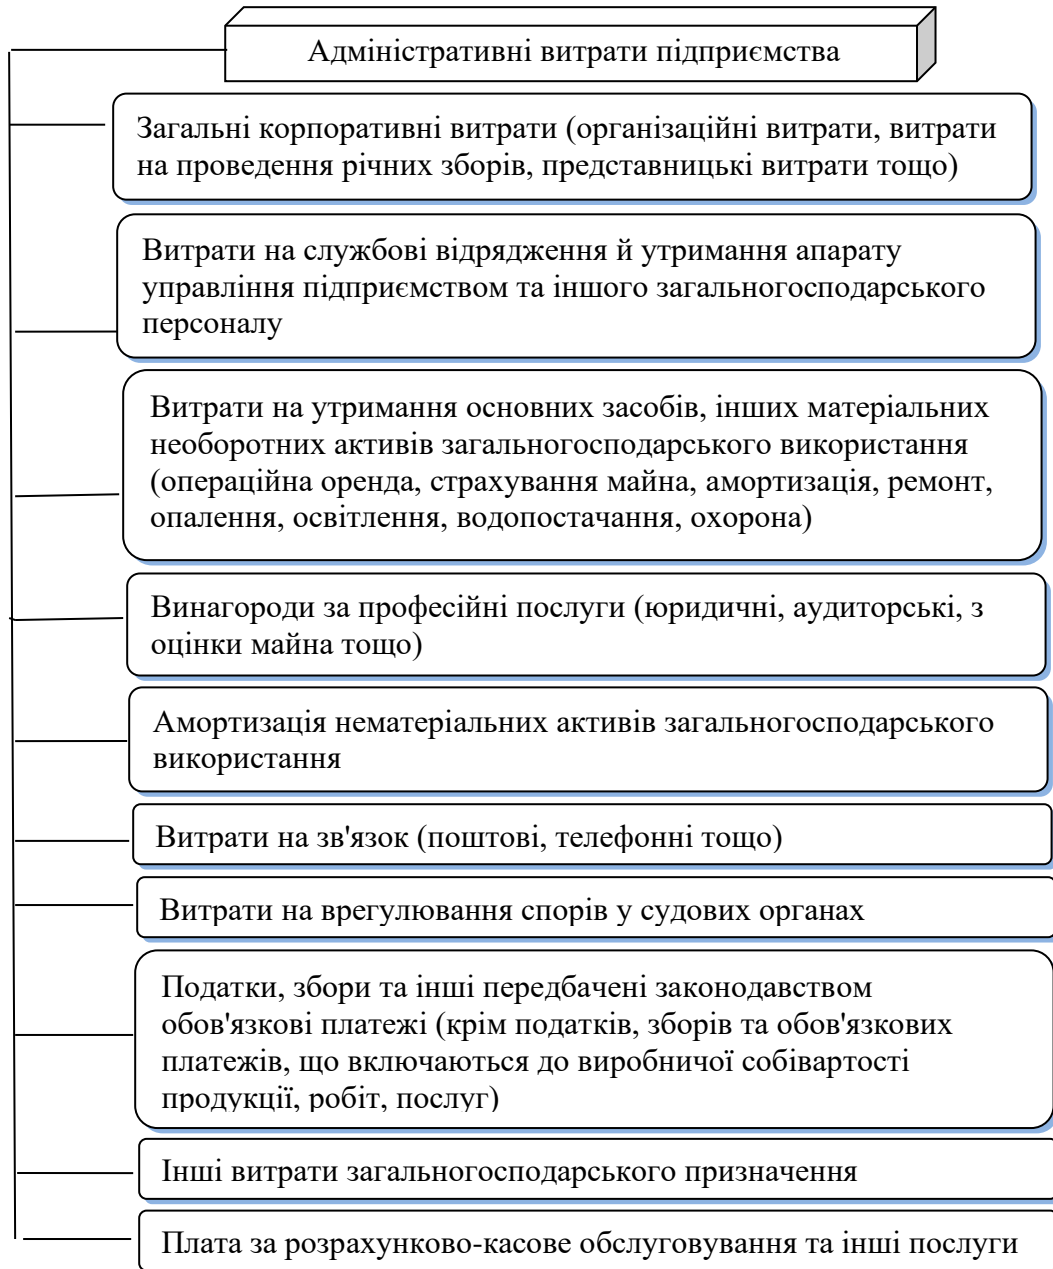 Адміністративні витрати підприємства
Загальні корпоративні витрати (організаційні витрати, витрати
на проведення річних зборів, представницькі витрати тощо)
Витрати на службові відрядження й утримання апарату
управління підприємством та іншого загальногосподарського
персоналу
Витрати на утримання основних засобів, інших матеріальних
необоротних активів загальногосподарського використання
(операційна оренда, страхування майна, амортизація, ремонт,
опалення, освітлення, водопостачання, охорона)
Винагороди за професійні послуги (юридичні, аудиторські, з
оцінки майна тощо)
Амортизація нематеріальних активів загальногосподарського
використання
Витрати на зв'язок (поштові, телефонні тощо)
Витрати на врегулювання спорів у судових органах
Податки, збори та інші передбачені законодавством
обов'язкові платежі (крім податків, зборів та обов'язкових
платежів, що включаються до виробничої собівартості
продукції, робіт, послуг)
Інші витрати загальногосподарського призначення
Плата за розрахунково-касове обслуговування та інші послуги